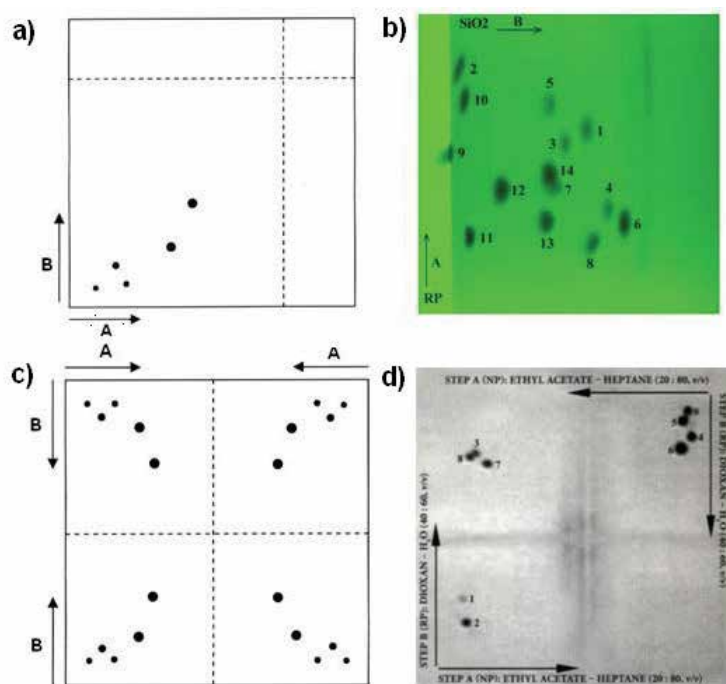 a)
B
A
b)
SiO2
B
2
5
10
1
3
9
14
12
7
4
6
11
13
8
A
RP
c)
A
A
B
B
d)
STEP A (NP): ETHYL ACETATE - HEPTANE (20 : 80, v/v)
STEP B (RP): DIOXAN - H2O (40 : 60, v/v)
5
4
6
3
8
7
STEP B (RP): DIOXAN - H2O (40 : 60, v/v)
1
2
STEP A (NP): ETHYL ACETATE - HEPTANE (20 : 80, v/v)